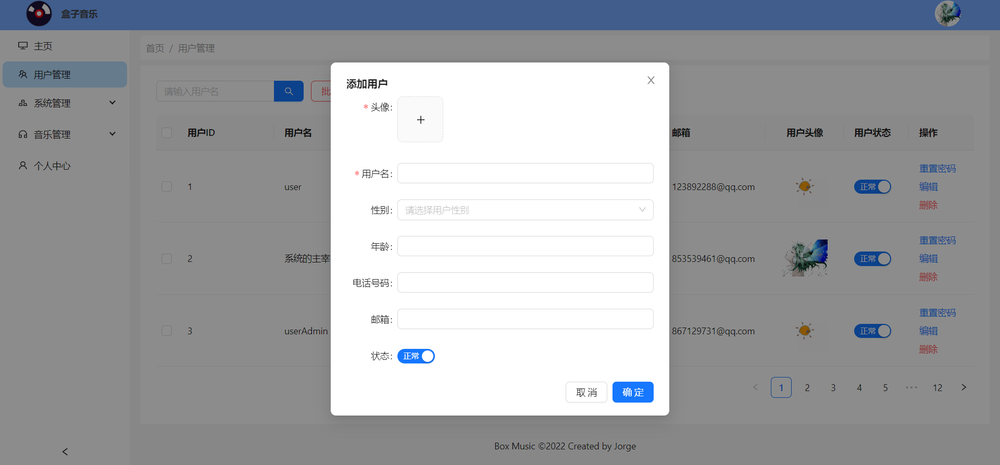 盒子音乐
主页
用户管理
系统管理
音乐管理
个人中心
首页 / 用户管理
请输入用户名
批
用户ID 用户名 邮箱 用户头像 用户状态 操作
1 user 123892288@qq.com 正常 重置密码 编辑 删除
2 系统的主宰 853539461@qq.com 正常 重置密码 编辑 删除
3 userAdmin 867129731@qq.com 正常 重置密码 编辑 删除
1 2 3 4 5 ••• 12
添加用户
* 头像:
* 用户名:
性别: 请选择用户性别
年龄:
电话号码:
邮箱:
状态: 正常
取 消 确 定
Box Music ©2022 Created by Jorge